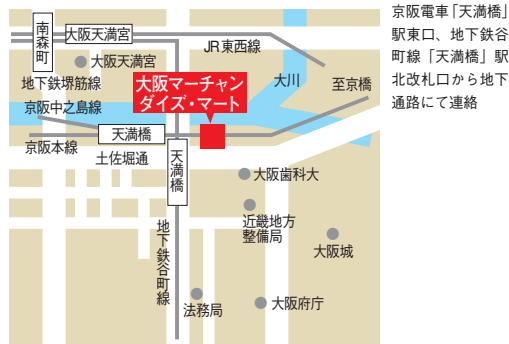 京阪電車「天満橋」
駅東口、地下鉄谷
町線「天満橋」駅
北改札口から地下
通路にて連絡
南森町
大阪天満宮
大阪天満宮
JR東西線
地下鉄堺筋線
大川
至京橋
大阪マーチャン
ダイズ・マート
京阪中之島線
天満橋
京阪本線
土佐堀通
天満橋
大阪歯科大
近畿地方
整備局
大阪城
地下鉄谷町線
法務局
大阪府庁